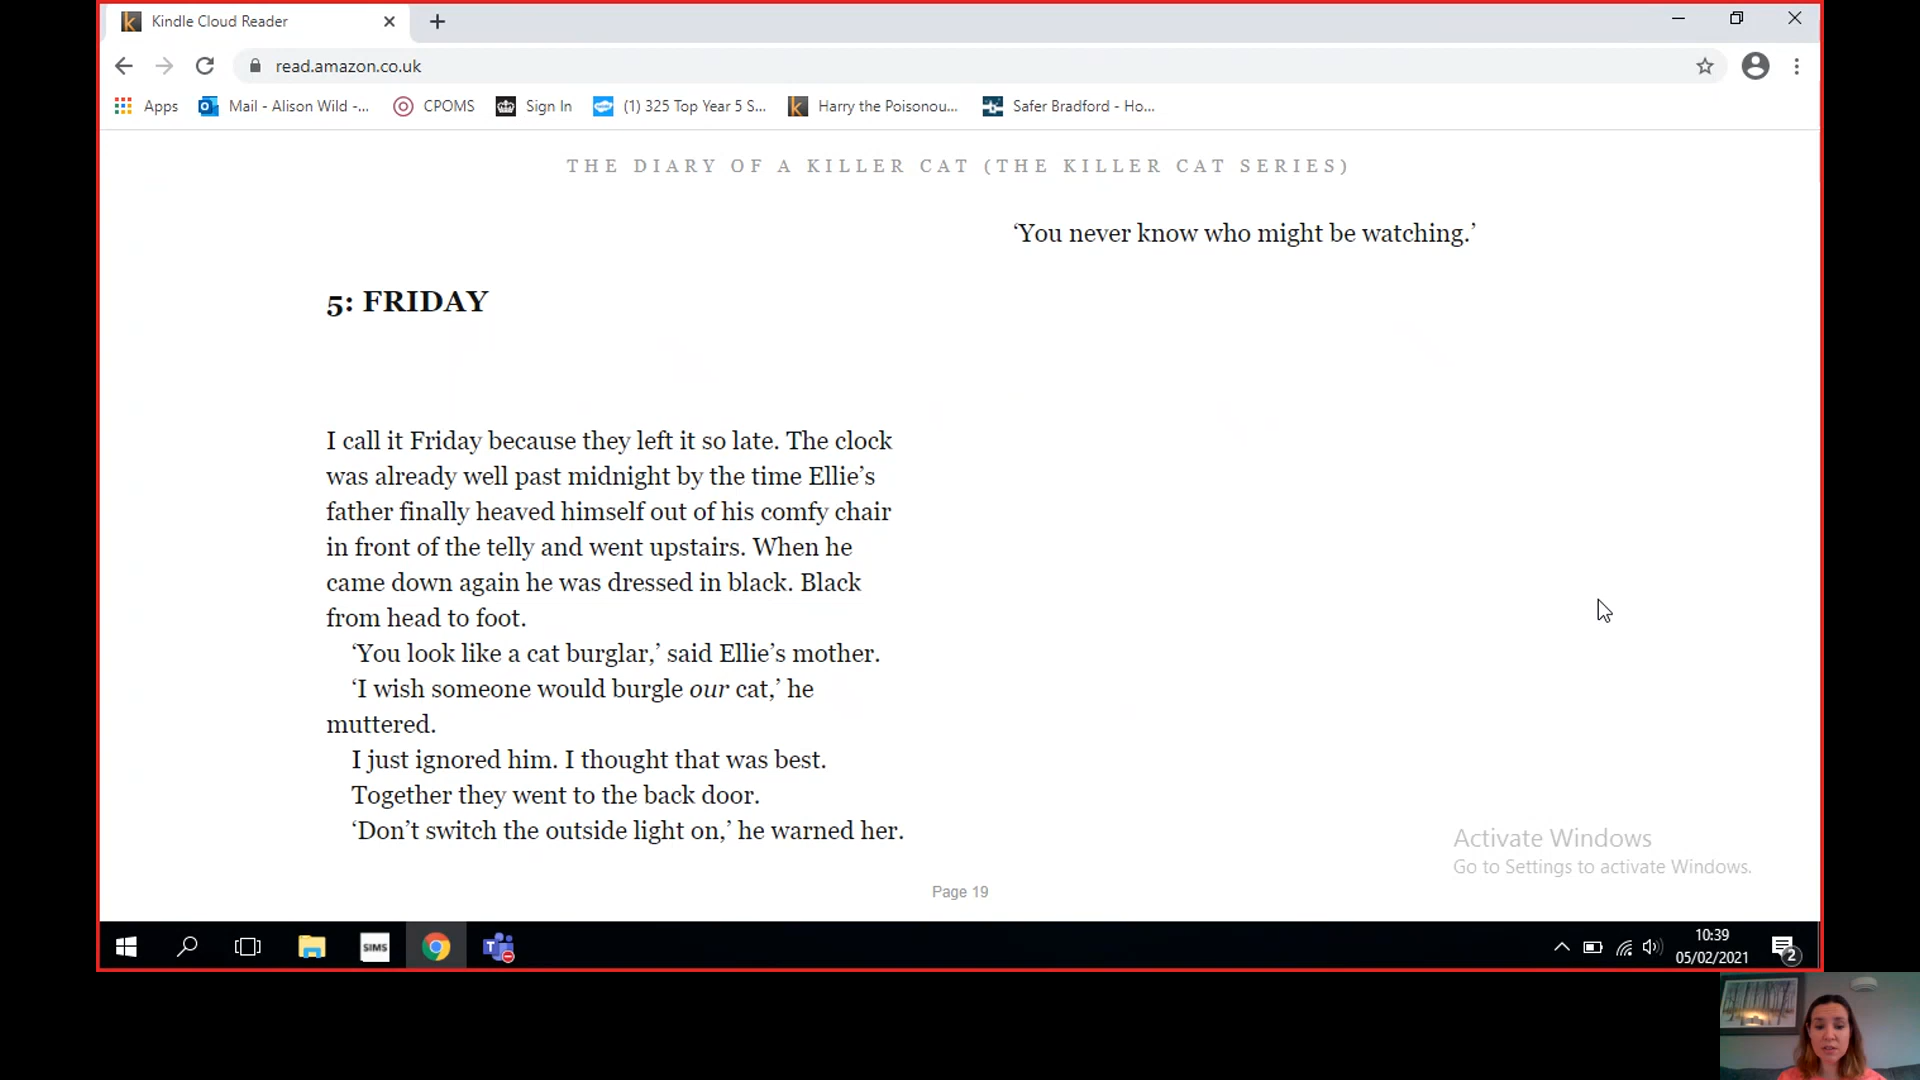 Kindle Cloud Reader
read.amazon.co.uk
Apps
Mail - Alison Wild -...
CPOMS
Sign In
(1) 325 Top Year 5 S...
Harry the Poisonou...
Safer Bradford - Ho...
THE DIARY OF A KILLER CAT (THE KILLER CAT SERIES)
5: FRIDAY
I call it Friday because they left it so late. The clock
was already well past midnight by the time Ellie’s
father finally heaved himself out of his comfy chair
in front of the telly and went upstairs. When he
came down again he was dressed in black. Black
from head to foot.
‘You look like a cat burglar,’ said Ellie’s mother.
‘I wish someone would burgle our cat,’ he
muttered.
I just ignored him. I thought that was best.
Together they went to the back door.
‘Don’t switch the outside light on,’ he warned her.
‘You never know who might be watching.’
Activate Windows
Go to Settings to activate Windows.
Page 19
SIMS
10:39
05/02/2021
2